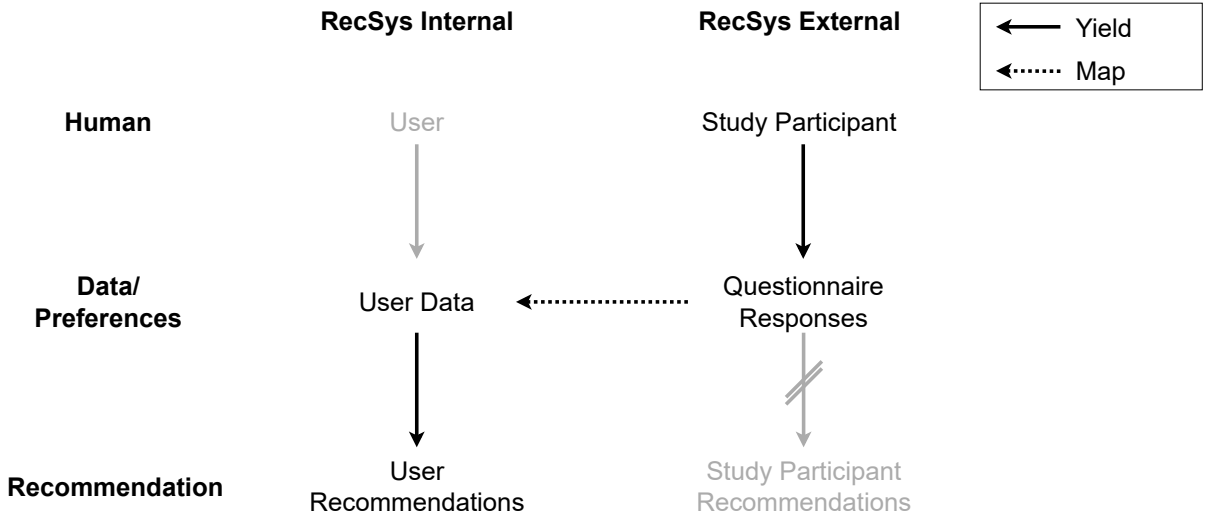 RecSys Internal
RecSys External
Yield
Map
Human
User
Study Participant
Data/
Preferences
User Data
Questionnaire
Responses
Recommendation
User
Recommendations
Study Participant
Recommendations